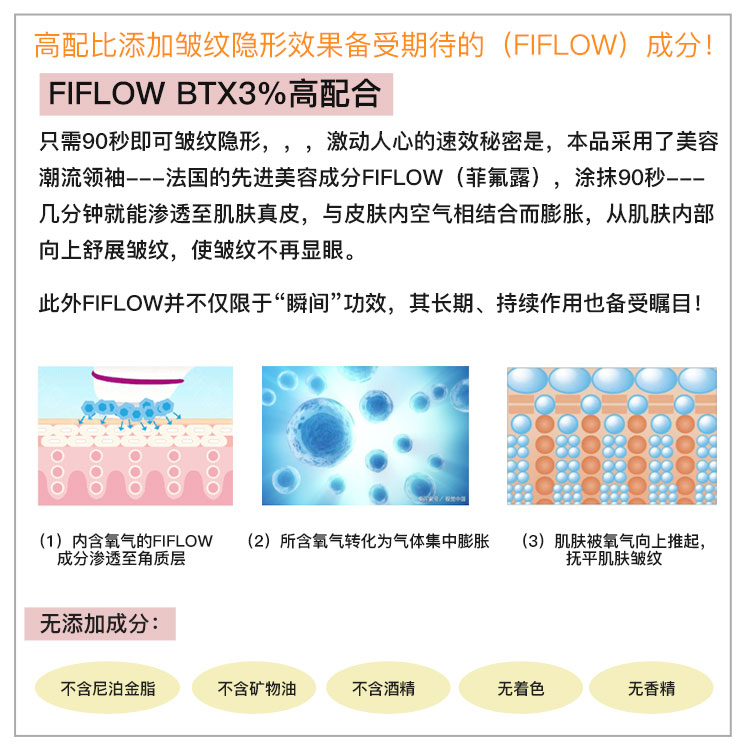 高配比添加皱纹隐形效果备受期待的（FIFLOW）成分！
FIFLOW BTX3%高配合
只需90秒即可皱纹隐形，，，激动人心的速效秘密是，本品采用了美容
潮流领袖---法国的先进美容成分FIFLOW（菲氟露），涂抹90秒---
几分钟就能渗透至肌肤真皮，与皮肤内空气相结合而膨胀，从肌肤内部
向上舒展皱纹，使皱纹不再显眼。
此外FIFLOW并不仅限于“瞬间”功效，其长期、持续作用也备受瞩目！
（1）内含氧气的FIFLOW
成分渗透至角质层
（2）所含氧气转化为气体集中膨胀
（3）肌肤被氧气向上推起，
抚平肌肤皱纹
无添加成分：
不含尼泊金脂
不含矿物油
不含酒精
无着色
无香精